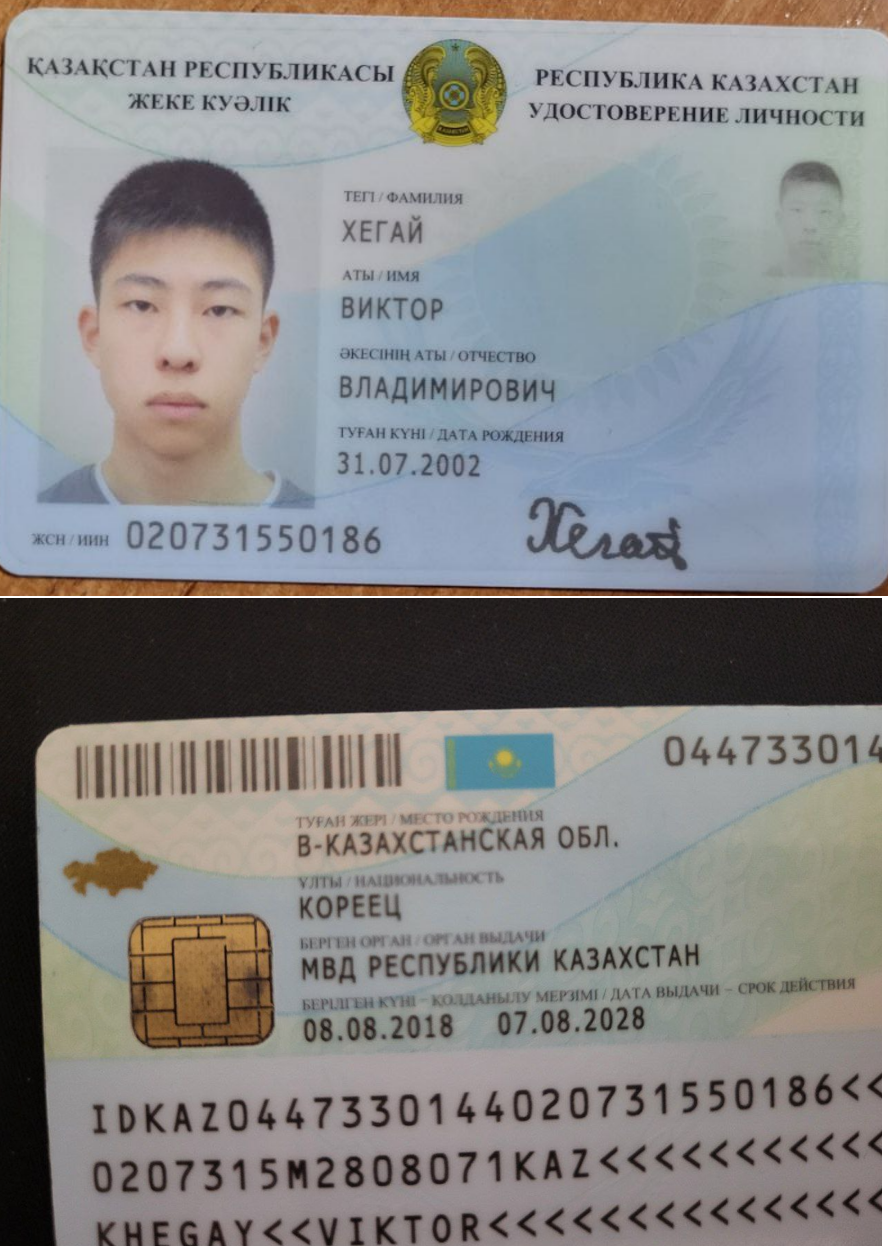 ҚАЗАҚСТАН РЕСПУБЛИКАСЫ
ЖЕКЕ КУӘЛІК
РЕСПУБЛИКА КАЗАХСТАН
УДОСТОВЕРЕНИЕ ЛИЧНОСТИ
ТЕГІ / ФАМИЛИЯ
ХЕГАЙ
АТЫ / ИМЯ
ВИКТОР
ӘКЕСІНІҢ АТЫ / ОТЧЕСТВО
ВЛАДИМИРОВИЧ
ТУҒАН КҮНІ / ДАТА РОЖДЕНИЯ
31.07.2002
ЖСН / ИИН 020731550186
Хегай
044733014
ТУҒАН ЖЕРІ / МЕСТО РОЖДЕНИЯ
В-КАЗАХСТАНСКАЯ ОБЛ.
ҰЛТЫ / НАЦИОНАЛЬНОСТЬ
КОРЕЕЦ
БЕРГЕН ОРГАН / ОРГАН ВЫДАЧИ
МВД РЕСПУБЛИКИ КАЗАХСТАН
БЕРІЛГЕН КҮНІ – ҚОЛДАНЫЛУ МЕРЗІМІ / ДАТА ВЫДАЧИ – СРОК ДЕЙСТВИЯ
08.08.2018 07.08.2028
IDKAZ0447330144020731550186<<
0207315M2808071KAZ<<<<<<<<<<<
KHEGAY<<VIKTOR<<<<<<<<<<<<<<<